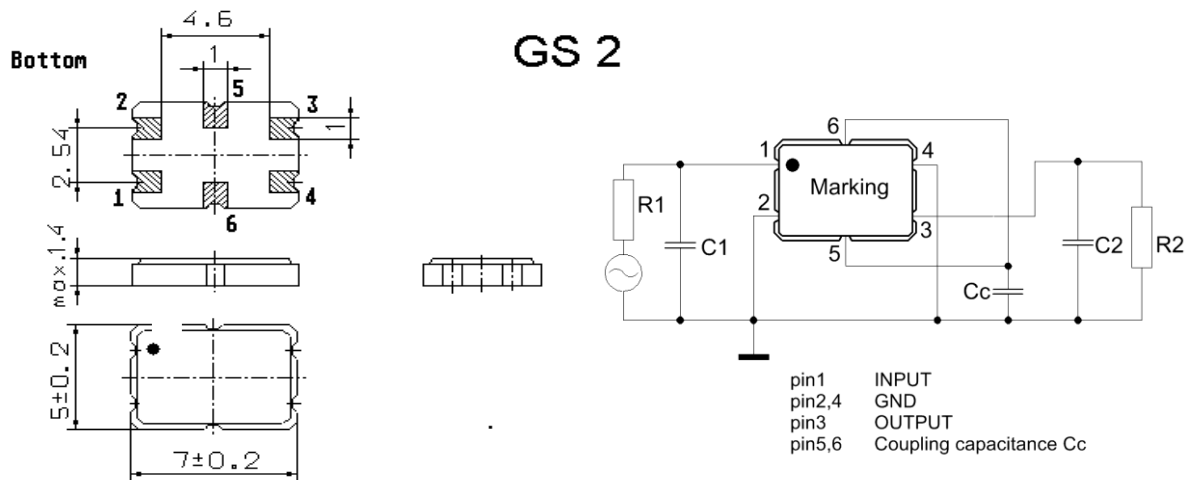 GS 2
Bottom
4.6
1
5
2
3
1
2.54
1
4
6
max.1.4
5±0.2
7±0.2
6
1
4
Marking
R1
2
3
C1
5
C2
R2
Cc
pin1 INPUT
pin2,4 GND
pin3 OUTPUT
pin5,6 Coupling capacitance Cc